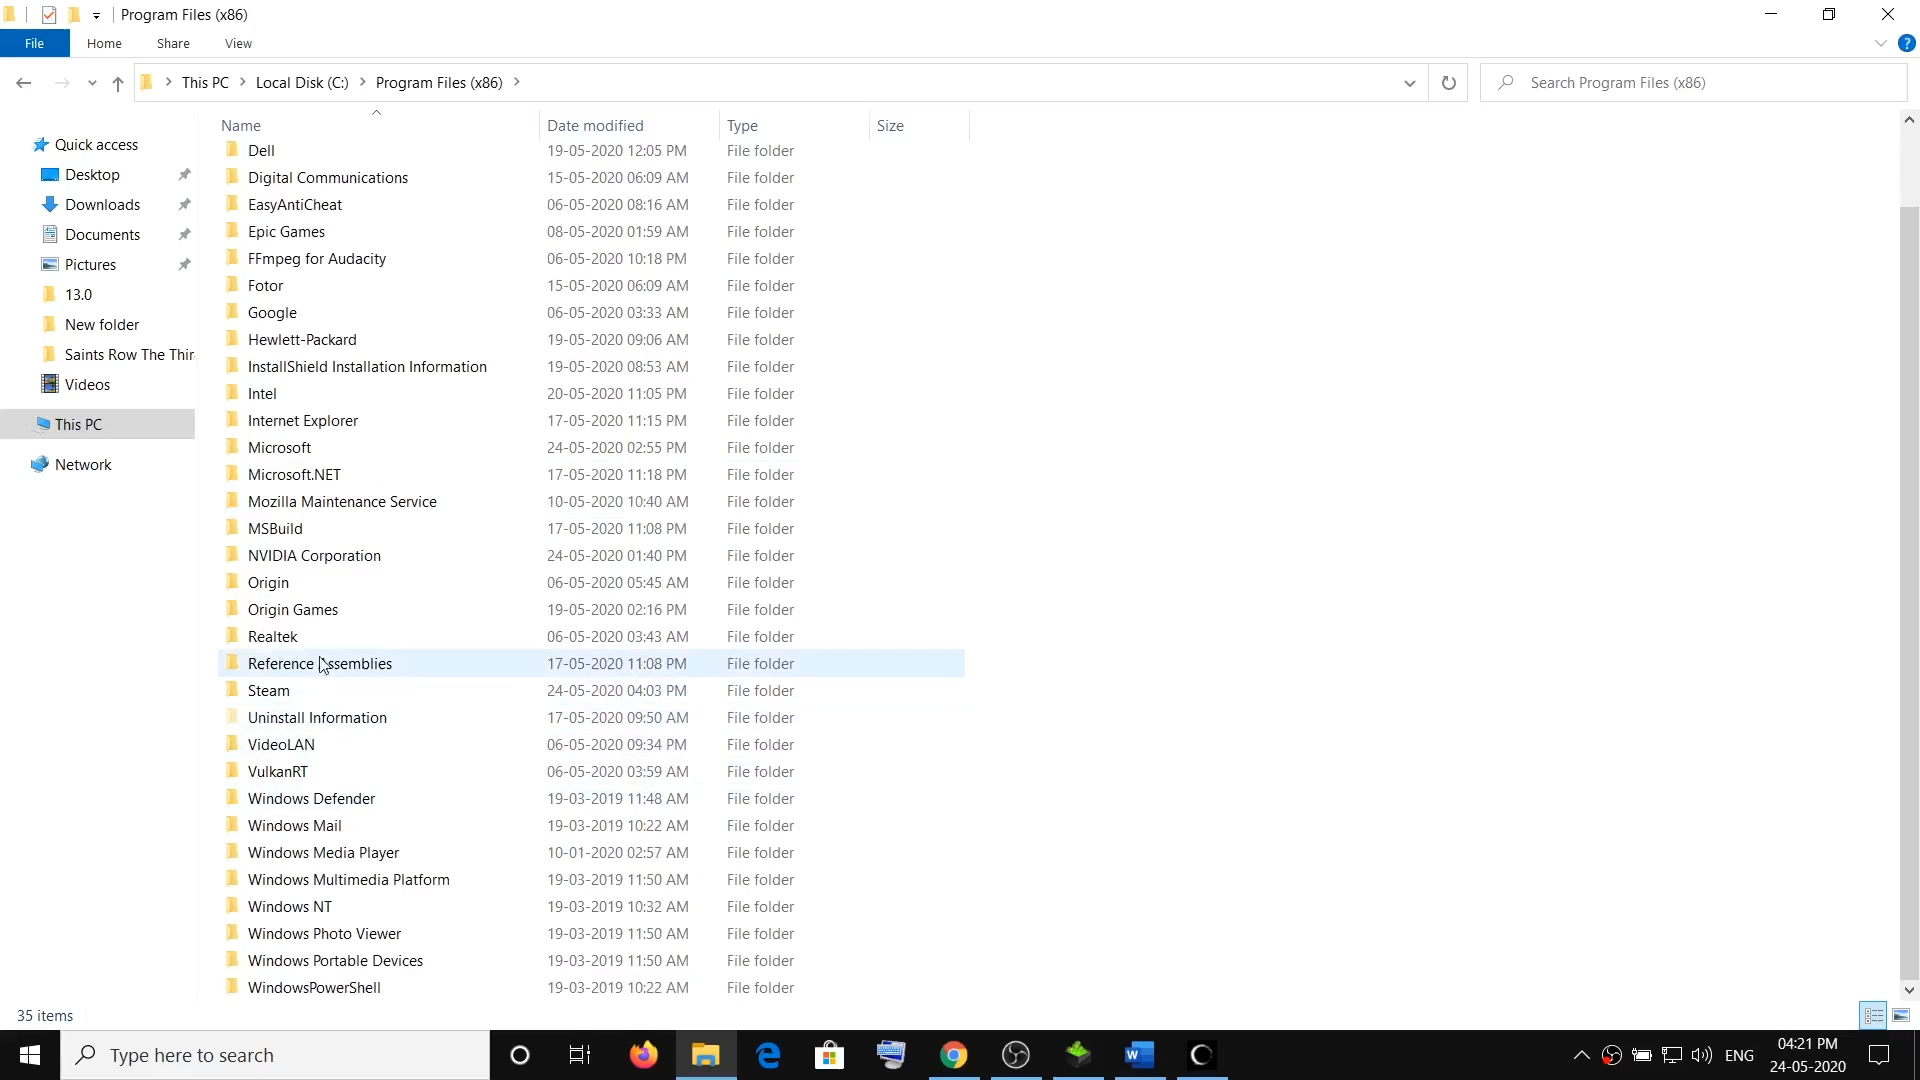 Program Files (x86)
File Home Share View
This PC Local Disk (C:) Program Files (x86)
Search Program Files (x86)
Name Date modified Type Size
Quick access
Desktop
Downloads
Documents
Pictures
13.0
New folder
Saints Row The Thir
Videos
This PC
Network
Dell 19-05-2020 12:05 PM File folder
Digital Communications 15-05-2020 06:09 AM File folder
EasyAntiCheat 06-05-2020 08:16 AM File folder
Epic Games 08-05-2020 01:59 AM File folder
FFmpeg for Audacity 06-05-2020 10:18 PM File folder
Fotor 15-05-2020 06:09 AM File folder
Google 06-05-2020 03:33 AM File folder
Hewlett-Packard 19-05-2020 09:06 AM File folder
InstallShield Installation Information 19-05-2020 08:53 AM File folder
Intel 20-05-2020 11:05 PM File folder
Internet Explorer 17-05-2020 11:15 PM File folder
Microsoft 24-05-2020 02:55 PM File folder
Microsoft.NET 17-05-2020 11:18 PM File folder
Mozilla Maintenance Service 10-05-2020 10:40 AM File folder
MSBuild 17-05-2020 11:08 PM File folder
NVIDIA Corporation 24-05-2020 01:40 PM File folder
Origin 06-05-2020 05:45 AM File folder
Origin Games 19-05-2020 02:16 PM File folder
Realtek 06-05-2020 03:43 AM File folder
Reference Assemblies 17-05-2020 11:08 PM File folder
Steam 24-05-2020 04:03 PM File folder
Uninstall Information 17-05-2020 09:50 AM File folder
VideoLAN 06-05-2020 09:34 PM File folder
VulkanRT 06-05-2020 03:59 AM File folder
Windows Defender 19-03-2019 11:48 AM File folder
Windows Mail 19-03-2019 10:22 AM File folder
Windows Media Player 10-01-2020 02:57 AM File folder
Windows Multimedia Platform 19-03-2019 11:50 AM File folder
Windows NT 19-03-2019 10:32 AM File folder
Windows Photo Viewer 19-03-2019 11:50 AM File folder
Windows Portable Devices 19-03-2019 11:50 AM File folder
WindowsPowerShell 19-03-2019 10:22 AM File folder
35 items
Type here to search
ENG
04:21 PM
24-05-2020